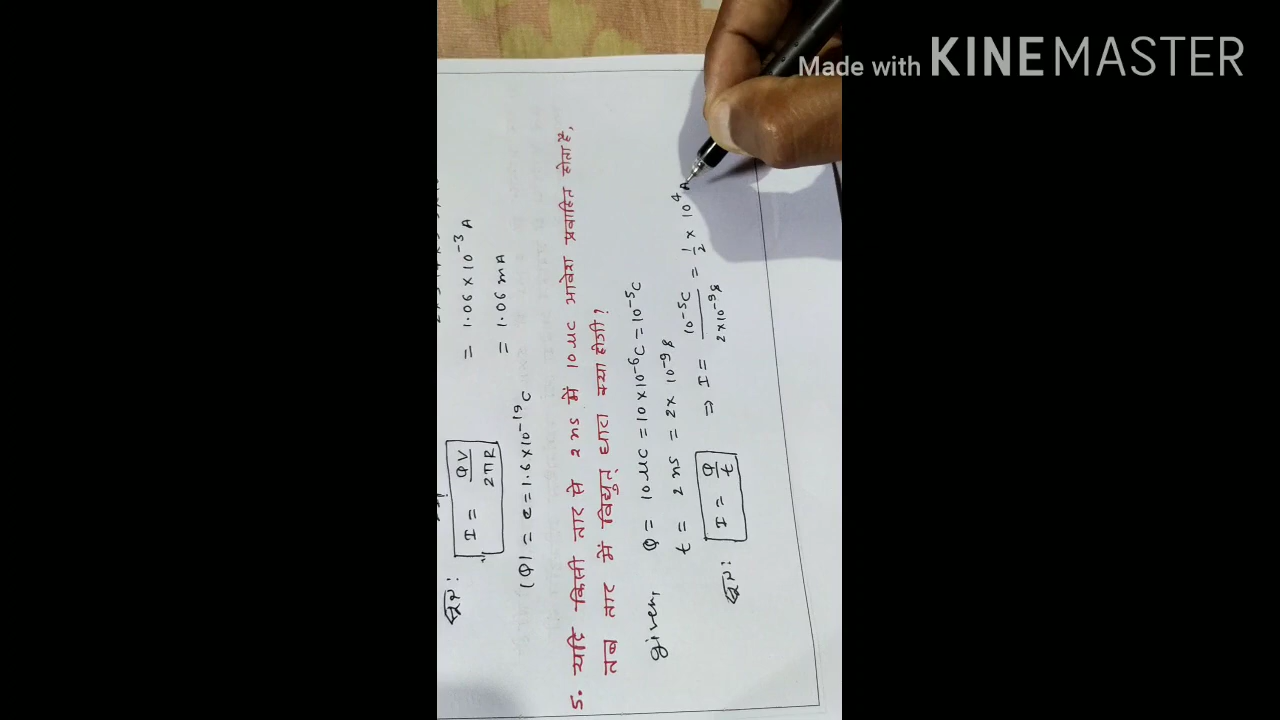 Made with KINEMASTER
= 1.06 × 10⁻³ A
= 1.06 mA
सूत्र: I = QV / 2πR
|Q| = e = 1.6 × 10⁻¹⁹ C
5. यदि किसी तार से 2 ns में 10 μC आवेश प्रवाहित होता है,
तब तार में विद्युत् धारा क्या होगी?
given, Q = 10 μC = 10 × 10⁻⁶ C = 10⁻⁵ C
t = 2 ns = 2 × 10⁻⁹ s
सूत्र: I = Q / t ⇒ I = 10⁻⁵ C / 2 × 10⁻⁹ s = 1/2 × 10⁴ A